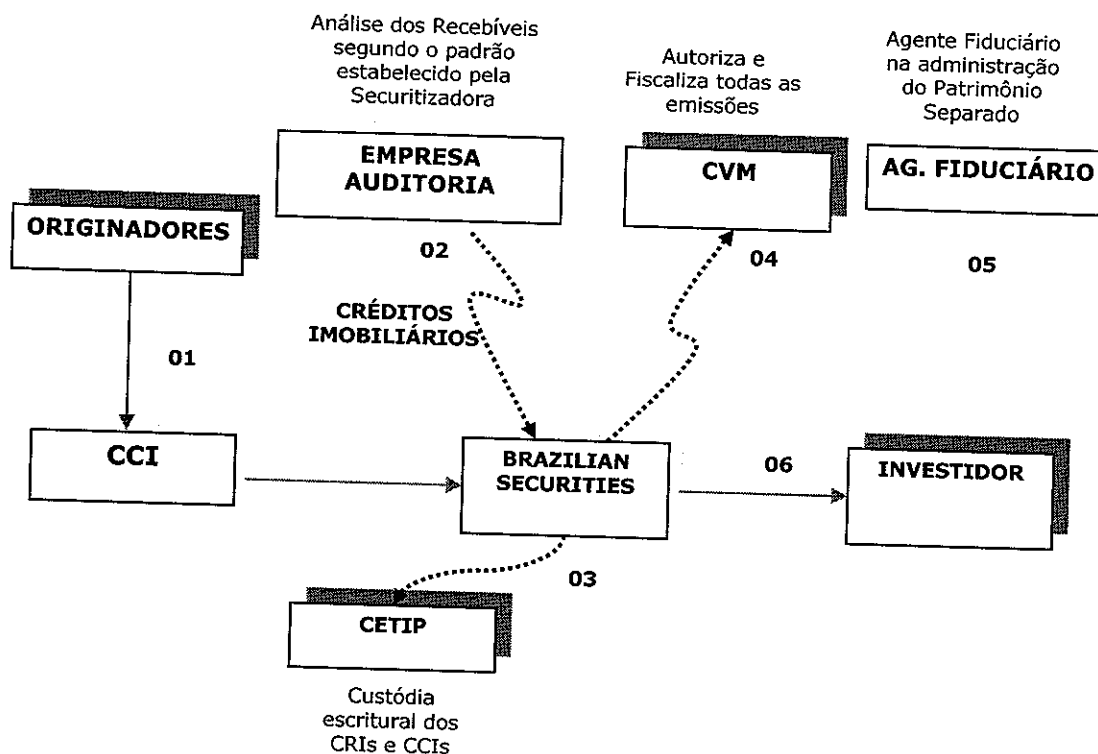 Análise dos Recebíveis
segundo o padrão
estabelecido pela
Securitizadora
Autoriza e
Fiscaliza todas as
emissões
Agente Fiduciário
na administração
do Patrimônio
Separado
EMPRESA
AUDITORIA
CVM
AG. FIDUCIÁRIO
ORIGINADORES
02
04
05
CRÉDITOS
IMOBILIÁRIOS
01
CCI
BRAZILIAN
SECURITIES
06
INVESTIDOR
03
CETIP
Custódia
escritural dos
CRIs e CCIs